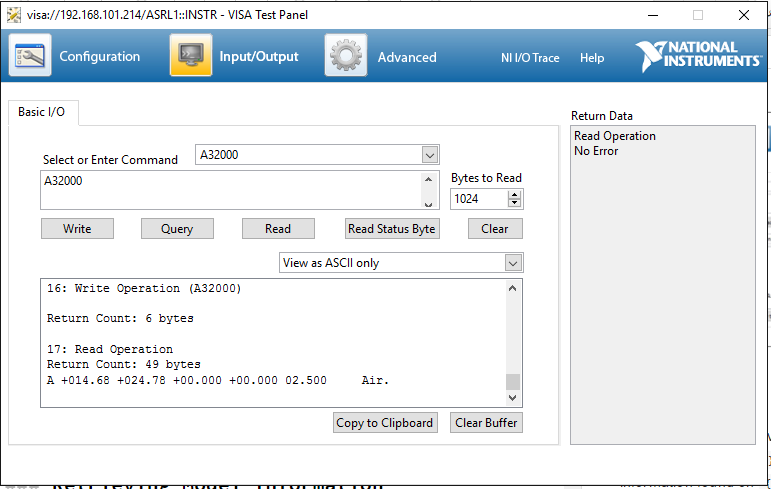 visa://192.168.101.214/ASRL1::INSTR - VISA Test Panel
Configuration
Input/Output
Advanced
NI I/O Trace
Help
NATIONAL
INSTRUMENTS
Basic I/O
Return Data
Read Operation
No Error
Select or Enter Command
A32000
A32000
Bytes to Read
1024
Write
Query
Read
Read Status Byte
Clear
View as ASCII only
16: Write Operation (A32000)
Return Count: 6 bytes
17: Read Operation
Return Count: 49 bytes
A +014.68 +024.78 +00.000 +00.000 02.500     Air.
Copy to Clipboard
Clear Buffer